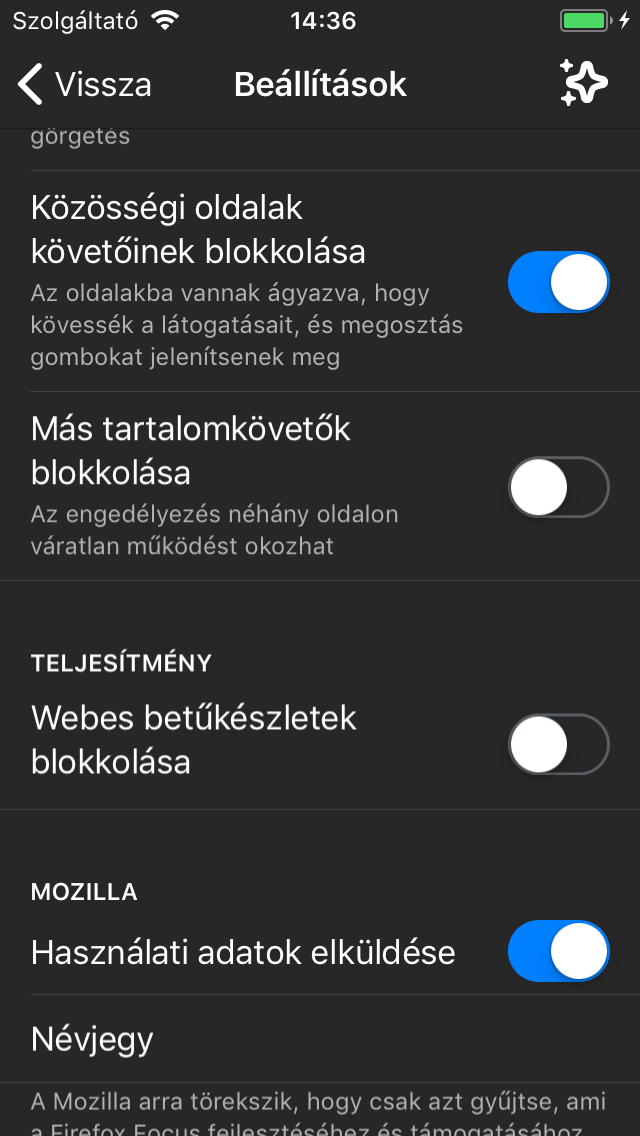 Szolgáltató 14:36
Vissza Beállítások
görgetés
Közösségi oldalak
követőinek blokkolása
Az oldalakba vannak ágyazva, hogy
kövessék a látogatásait, és megosztás
gombokat jelenítsenek meg
Más tartalomkövetők
blokkolása
Az engedélyezés néhány oldalon
váratlan működést okozhat
TELJESÍTMÉNY
Webes betűkészletek
blokkolása
MOZILLA
Használati adatok elküldése
Névjegy
A Mozilla arra törekszik, hogy csak azt gyűjtse, ami
a Firefox Focus fejlesztéséhez és támogatásához